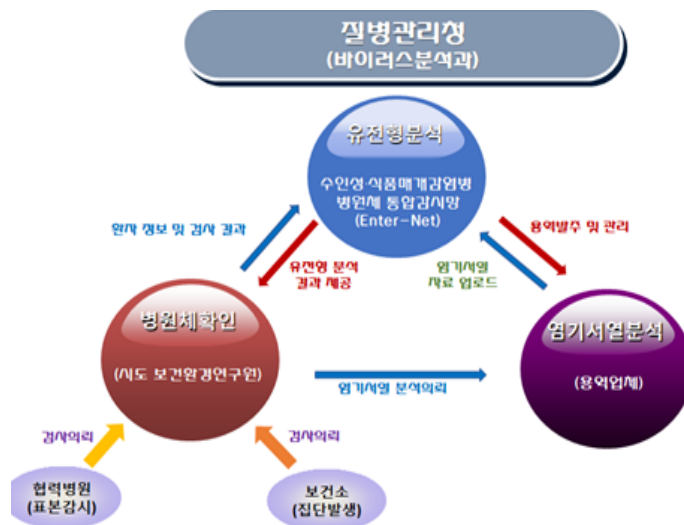 질병관리청
(바이러스분석과)
유전형분석
수인성·식품매개감염병
병원체 통합감시망
(Enter-Net)
환자 정보 및 검사 결과
용역발주 및 관리
유전형 분석
결과 제공
염기서열
자료 업로드
병원체확인
(시도 보건환경연구원)
염기서열분석
(용역업체)
염기서열 분석의뢰
검사의뢰
검사의뢰
협력병원
(표본감시)
보건소
(집단발생)